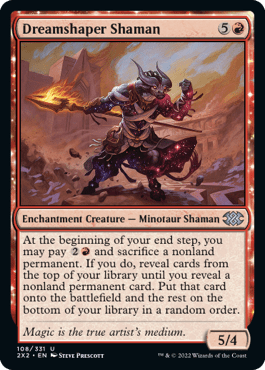 Dreamshaper Shaman 5
Enchantment Creature — Minotaur Shaman
At the beginning of your end step, you
may pay 2 and sacrifice a nonland
permanent. If you do, reveal cards from
the top of your library until you reveal a
nonland permanent card. Put that card
onto the battlefield and the rest on the
bottom of your library in a random order.
Magic is the true artist's medium.
5/4
108/331 U
2X2 • EN Steve Prescott ™ & © 2022 Wizards of the Coast